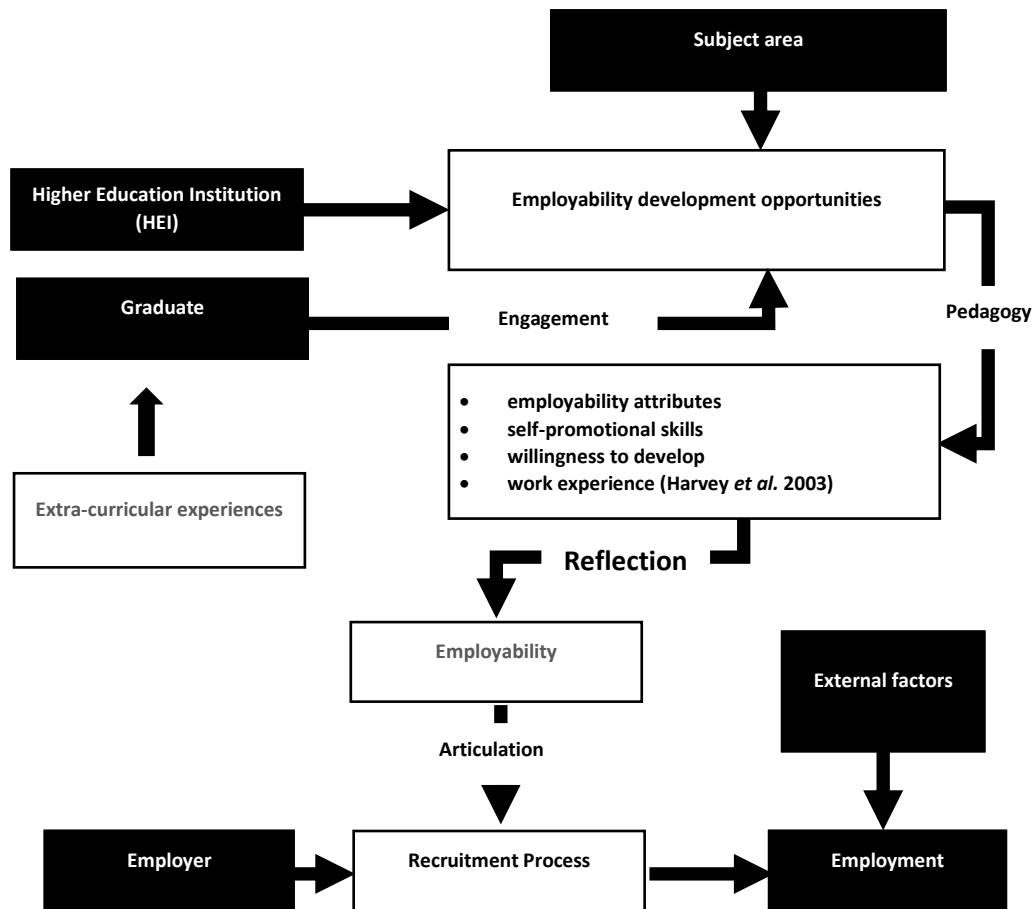 Subject area
Employability development opportunities
Higher Education Institution
(HEI)
Graduate
Engagement
Pedagogy
• employability attributes
• self-promotional skills
• willingness to develop
• work experience (Harvey et al. 2003)
Extra-curricular experiences
Reflection
Employability
External factors
Articulation
Employer
Recruitment Process
Employment